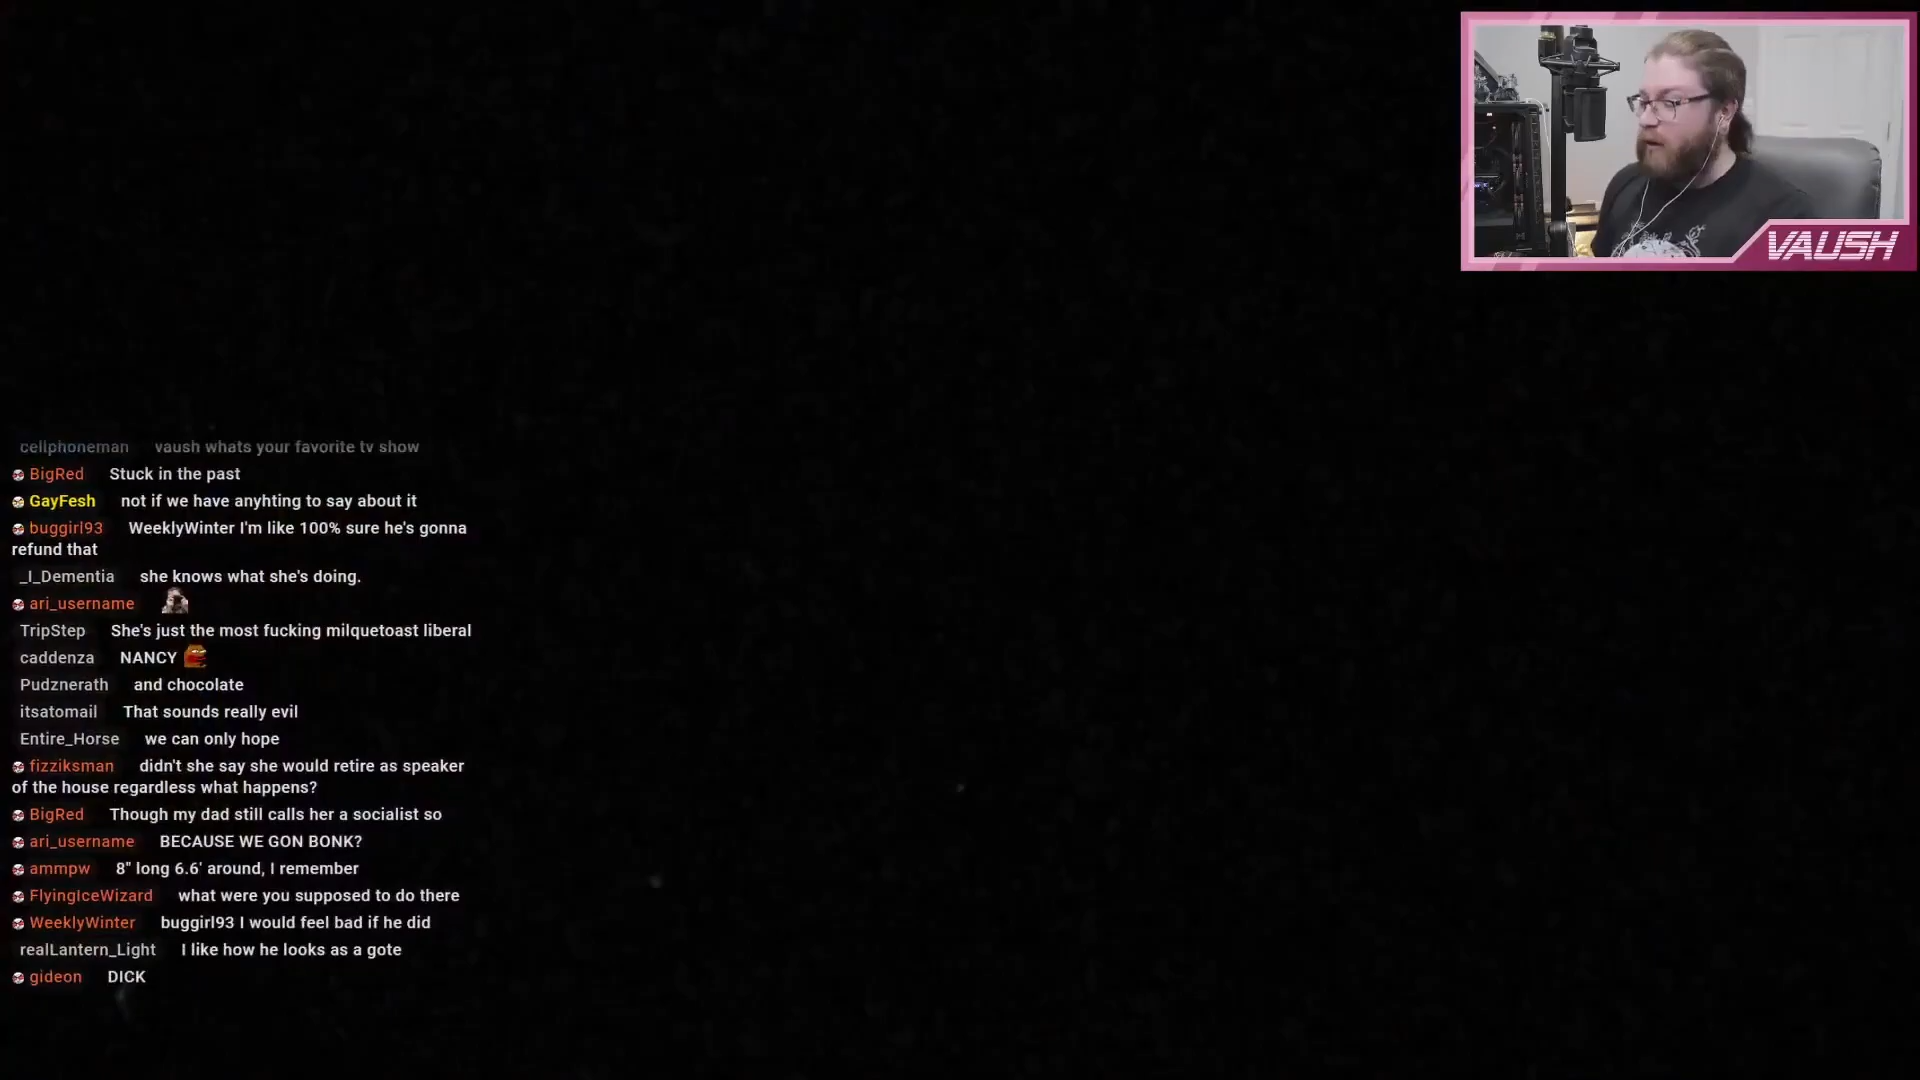 VAUSH
cellphoneman vaush whats your favorite tv show
BigRed Stuck in the past
GayFesh not if we have anyhting to say about it
buggirl93 WeeklyWinter I'm like 100% sure he's gonna
refund that
_I_Dementia she knows what she's doing.
ari_username
TripStep She's just the most fucking milquetoast liberal
caddenza NANCY
Pudznerath and chocolate
itsatomail That sounds really evil
Entire_Horse we can only hope
fizziksman didn't she say she would retire as speaker
of the house regardless what happens?
BigRed Though my dad still calls her a socialist so
ari_username BECAUSE WE GON BONK?
ammpw 8" long 6.6' around, I remember
FlyingIceWizard what were you supposed to do there
WeeklyWinter buggirl93 I would feel bad if he did
realLantern_Light I like how he looks as a gote
gideon DICK